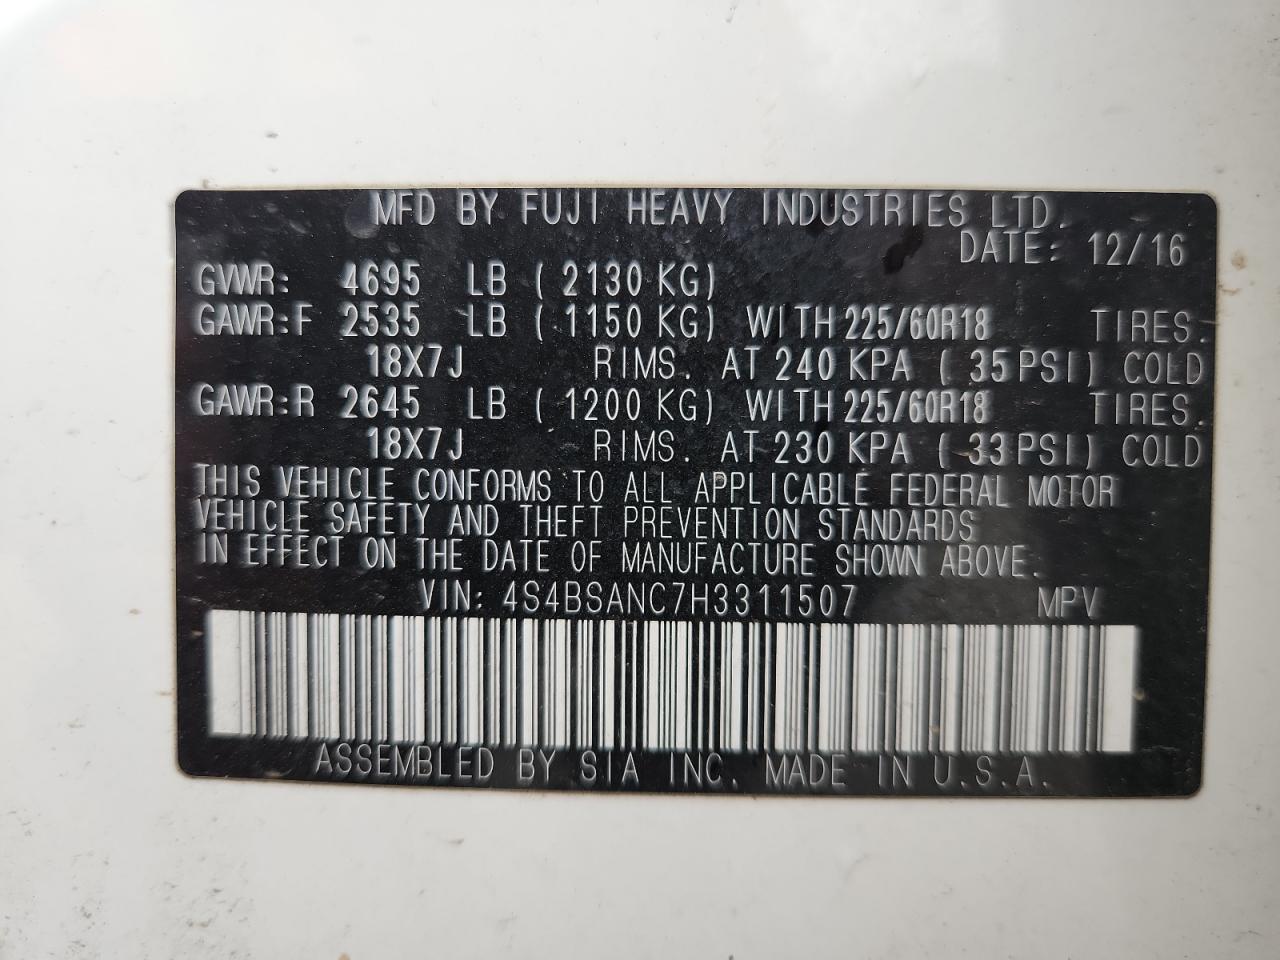 MFD BY FUJI HEAVY INDUSTRIES LTD.
DATE: 12/16
GVWR: 4695 LB ( 2130 KG)
GAWR:F 2535 LB ( 1150 KG) WITH 225/60R18 TIRES.
18X7J RIMS. AT 240 KPA ( 35 PSI) COLD
GAWR:R 2645 LB ( 1200 KG) WITH 225/60R18 TIRES.
18X7J RIMS. AT 230 KPA ( 33 PSI) COLD
THIS VEHICLE CONFORMS TO ALL APPLICABLE FEDERAL MOTOR
VEHICLE SAFETY AND THEFT PREVENTION STANDARDS
IN EFFECT ON THE DATE OF MANUFACTURE SHOWN ABOVE.
VIN: 4S4BSANC7H3311507 MPV
ASSEMBLED BY SIA INC. MADE IN U.S.A.